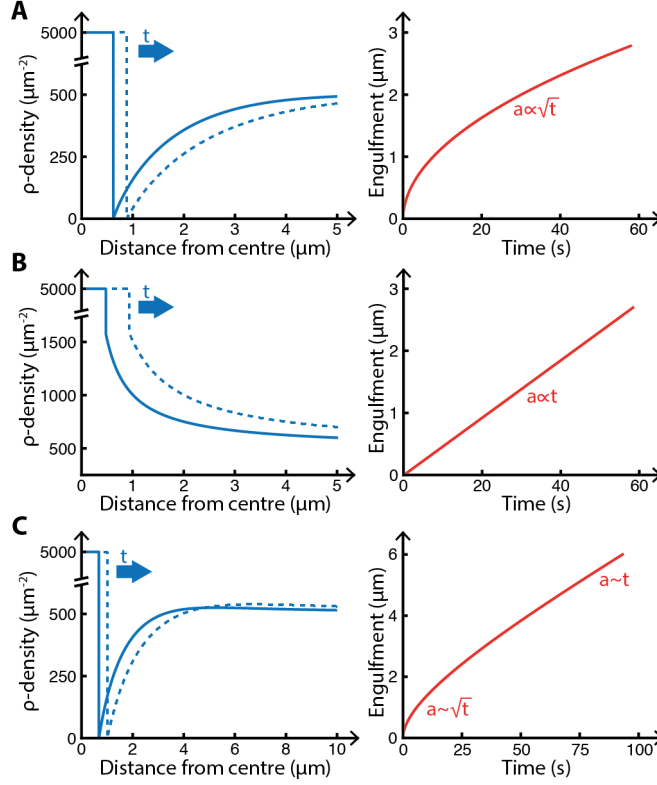 A
5000
500
250
0
ρ-density (μm⁻²)
t
0 1 2 3 4 5
Distance from centre (μm)
3
2
1
0
Engulfment (μm)
a∝√t
0 20 40 60
Time (s)
B
5000
1500
1000
500
ρ-density (μm⁻²)
t
0 1 2 3 4 5
Distance from centre (μm)
3
2
1
0
Engulfment (μm)
a∝t
0 20 40 60
Time (s)
C
5000
500
250
0
ρ-density (μm⁻²)
t
0 2 4 6 8 10
Distance from centre (μm)
6
4
2
0
Engulfment (μm)
a~t
a~√t
0 25 50 75 100
Time (s)